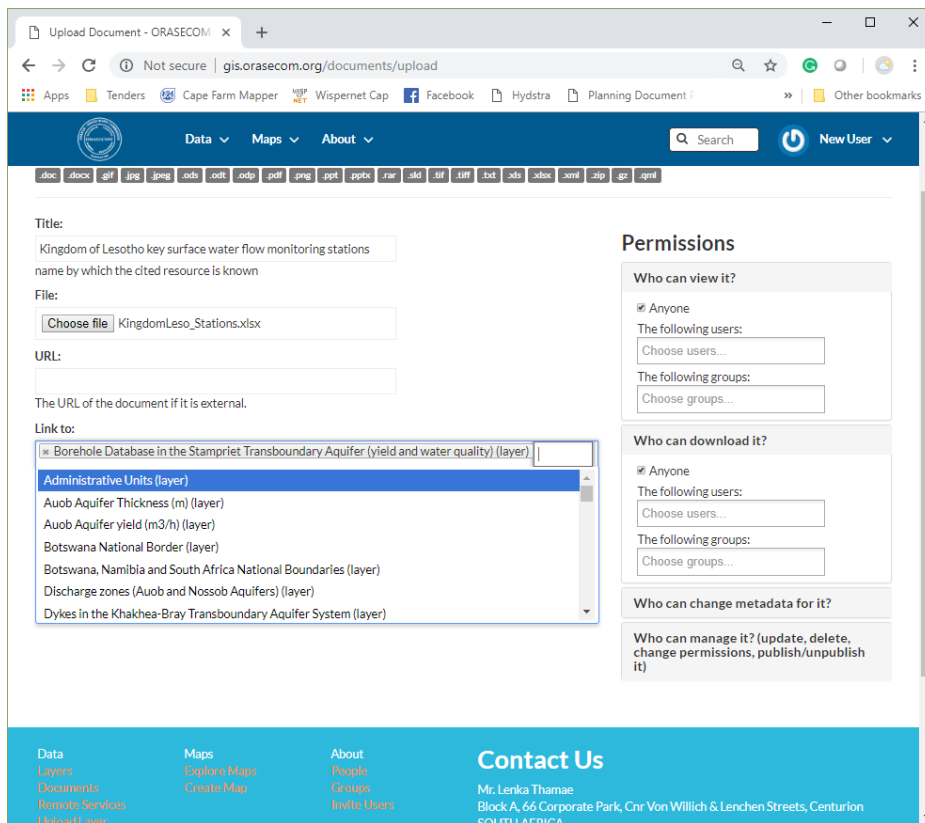 Upload Document - ORASECOM
Not secure | gis.orasecom.org/documents/upload
Apps Tenders Cape Farm Mapper WISP NET Wispernet Cap Facebook Hydstra Planning Document » Other bookmarks
Data Maps About Search New User
.doc .docx .gif .jpg .jpeg .ods .odt .odp .pdf .png .ppt .pptx .rar .sld .tif .tiff .txt .xls .xlsx .xml .zip .gz .qml
Title:
Kingdom of Lesotho key surface water flow monitoring stations
name by which the cited resource is known
File:
Choose file KingdomLeso_Stations.xlsx
URL:
The URL of the document if it is external.
Link to:
× Borehole Database in the Stampriet Transboundary Aquifer (yield and water quality) (layer)
Administrative Units (layer)
Auob Aquifer Thickness (m) (layer)
Auob Aquifer yield (m3/h) (layer)
Botswana National Border (layer)
Botswana, Namibia and South Africa National Boundaries (layer)
Discharge zones (Auob and Nossob Aquifers) (layer)
Dykes in the Khakhea-Bray Transboundary Aquifer System (layer)
Permissions
Who can view it?
Anyone
The following users:
Choose users...
The following groups:
Choose groups...
Who can download it?
Anyone
The following users:
Choose users...
The following groups:
Choose groups...
Who can change metadata for it?
Who can manage it? (update, delete,
change permissions, publish/unpublish
it)
Data
Layers
Documents
Remote Services
Upload Layer
Maps
Explore Maps
Create Map
About
People
Groups
Invite Users
Contact Us
Mr. Lenka Thamae
Block A, 66 Corporate Park, Cnr Von Willich & Lenchen Streets, Centurion
SOUTH AFRICA